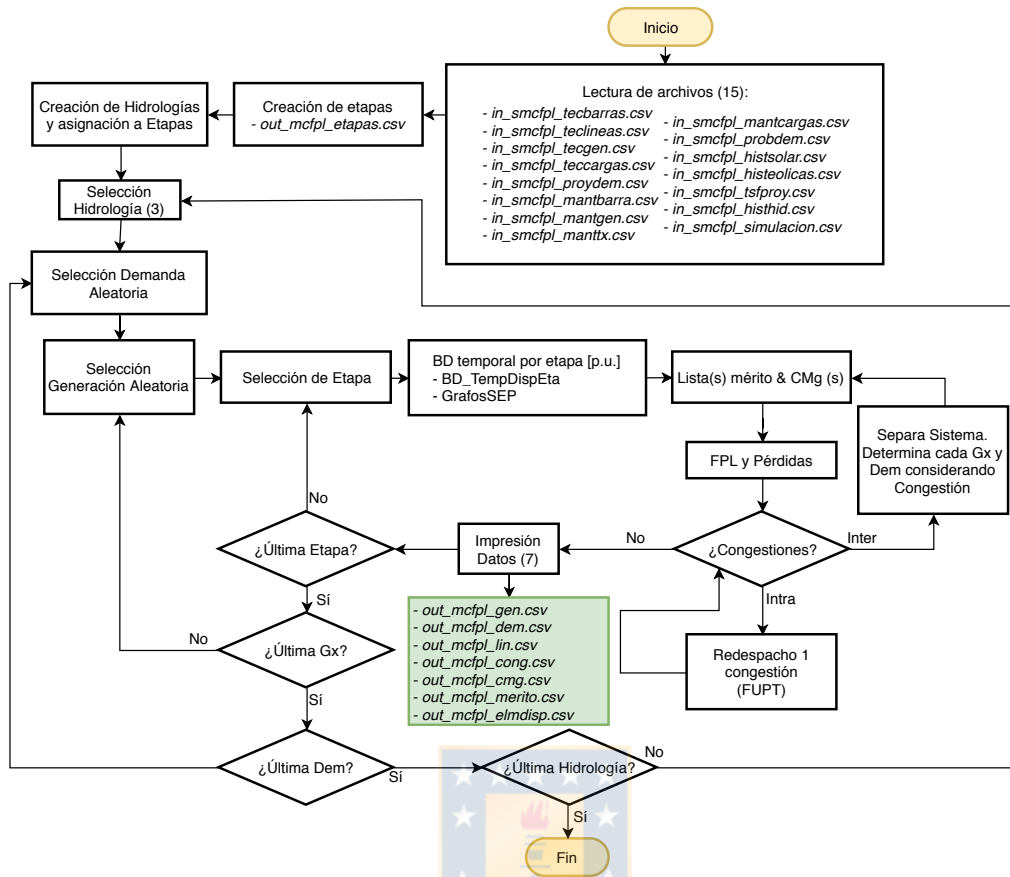 Inicio
Lectura de archivos (15):
- in_smcfpl_tecbarras.csv
- in_smcfpl_teclineas.csv
- in_smcfpl_tecgen.csv
- in_smcfpl_teccargas.csv
- in_smcfpl_proydem.csv
- in_smcfpl_mantbarra.csv
- in_smcfpl_mantgen.csv
- in_smcfpl_manttx.csv
- in_smcfpl_mantcargas.csv
- in_smcfpl_probdem.csv
- in_smcfpl_histsolar.csv
- in_smcfpl_histeolicas.csv
- in_smcfpl_tsfproy.csv
- in_smcfpl_histhid.csv
- in_smcfpl_simulacion.csv
Creación de etapas
- out_mcfpl_etapas.csv
Creación de Hidrologías
y asignación a Etapas
Selección
Hidrología (3)
Selección Demanda
Aleatoria
Selección
Generación Aleatoria
Selección de Etapa
BD temporal por etapa [p.u.]
- BD_TempDispEta
- GrafosSEP
Lista(s) mérito & CMg (s)
FPL y Pérdidas
Separa Sistema.
Determina cada Gx y
Dem considerando
Congestión
¿Congestiones?
Inter
Intra
No
Redespacho 1
congestión
(FUPT)
Impresión
Datos (7)
- out_mcfpl_gen.csv
- out_mcfpl_dem.csv
- out_mcfpl_lin.csv
- out_mcfpl_cong.csv
- out_mcfpl_cmg.csv
- out_mcfpl_merito.csv
- out_mcfpl_elmdisp.csv
¿Última Etapa?
No
Sí
¿Última Gx?
No
Sí
¿Última Dem?
Sí
¿Última Hidrología?
No
Sí
Fin